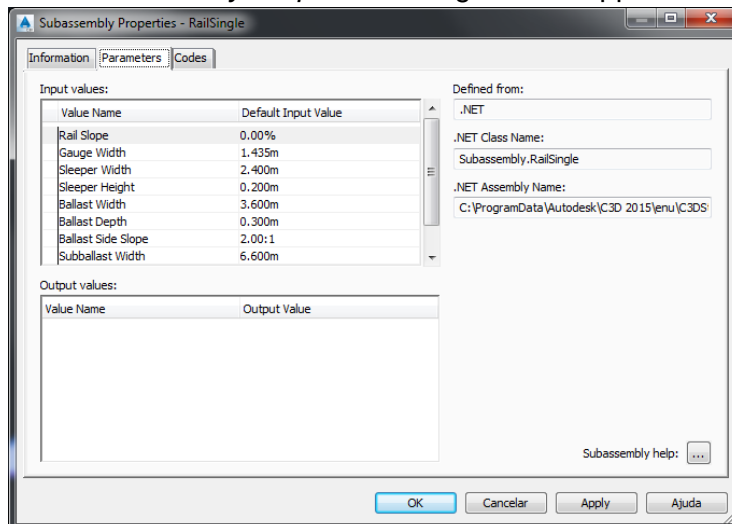 Subassembly Properties - RailSingle
Information Parameters Codes
Input values:
Value Name Default Input Value
Rail Slope 0.00%
Gauge Width 1.435m
Sleeper Width 2.400m
Sleeper Height 0.200m
Ballast Width 3.600m
Ballast Depth 0.300m
Ballast Side Slope 2.00:1
Subballast Width 6.600m
Defined from:
.NET
.NET Class Name:
Subassembly.RailSingle
.NET Assembly Name:
C:\ProgramData\Autodesk\C3D 2015\enu\C3DS
Output values:
Value Name Output Value
Subassembly help: ...
OK Cancelar Apply Ajuda